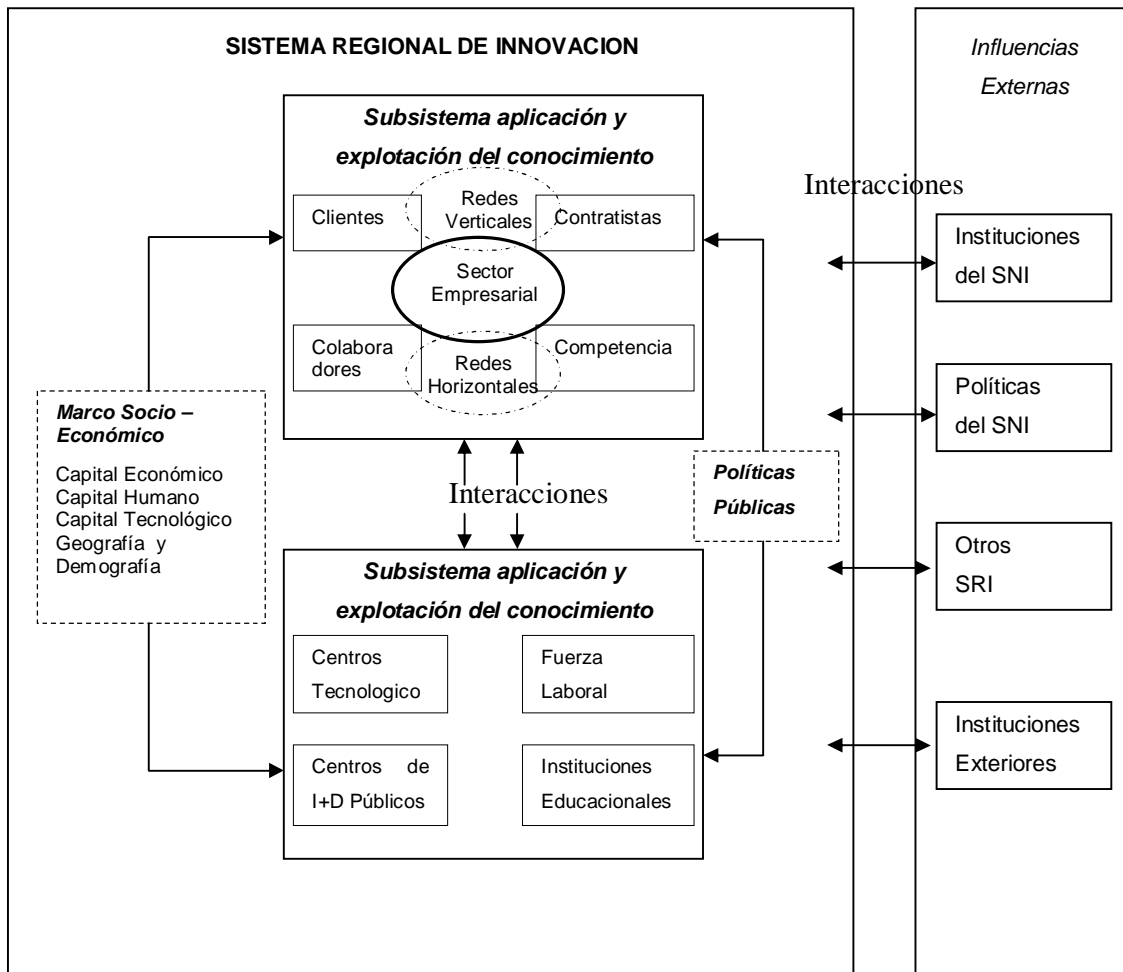 SISTEMA REGIONAL DE INNOVACION
Subsistema aplicación y
explotación del conocimiento
Clientes
Redes
Verticales
Contratistas
Sector
Empresarial
Colabora
dores
Redes
Horizontales
Competencia
Marco Socio –
Económico
Capital Económico
Capital Humano
Capital Tecnológico
Geografía y
Demografía
Interacciones
Políticas
Públicas
Subsistema aplicación y
explotación del conocimiento
Centros
Tecnologico
Fuerza
Laboral
Centros de
I+D Públicos
Instituciones
Educacionales
Interacciones
Influencias
Externas
Instituciones
del SNI
Políticas
del SNI
Otros
SRI
Instituciones
Exteriores